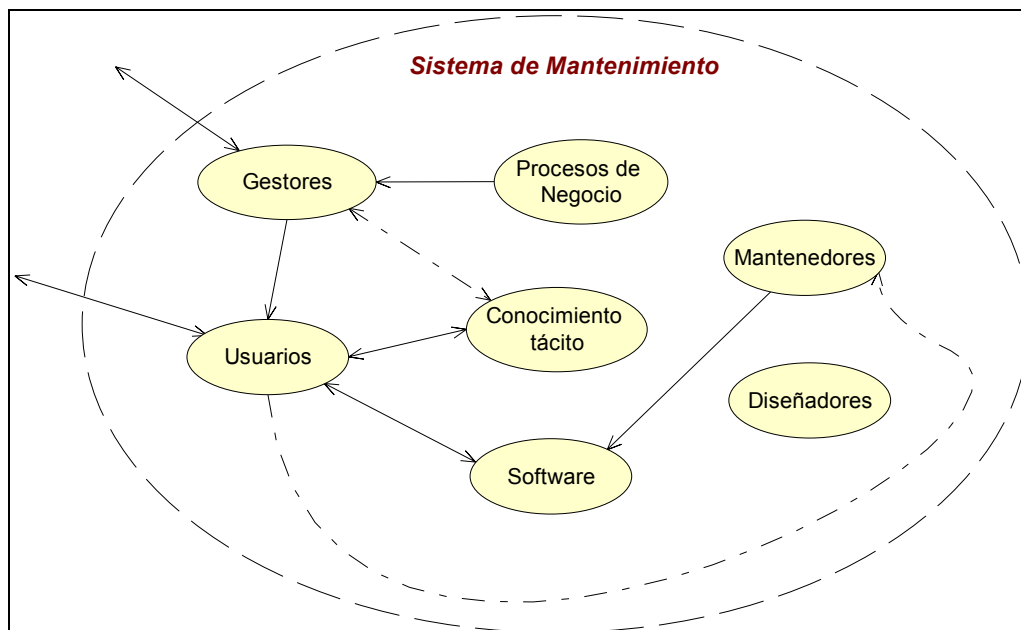 Sistema de Mantenimiento
Gestores
Procesos de
Negocio
Mantenedores
Conocimiento
tácito
Usuarios
Diseñadores
Software